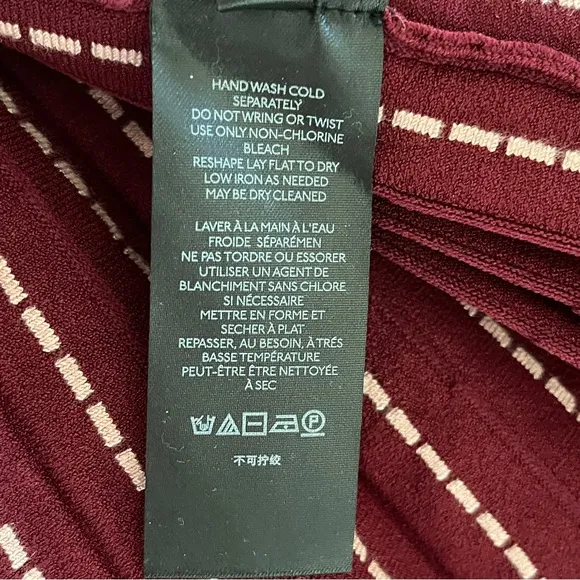 HAND WASH COLD
SEPARATELY
DO NOT WRING OR TWIST
USE ONLY NON-CHLORINE
BLEACH
RESHAPE LAY FLAT TO DRY
LOW IRON AS NEEDED
MAY BE DRY CLEANED
LAVER À LA MAIN À L'EAU
FROIDE SÉPARÉMEN
NE PAS TORDRE OU ESSORER
UTILISER UN AGENT DE
BLANCHIMENT SANS CHLORE
SI NÉCESSAIRE
METTRE EN FORME ET
SECHER À PLAT
REPASSER, AU BESOIN, À TRÉS
BASSE TEMPÉRATURE
PEUT-ÊTRE ÊTRE NETTOYÉE
À SEC
P
不可拧绞